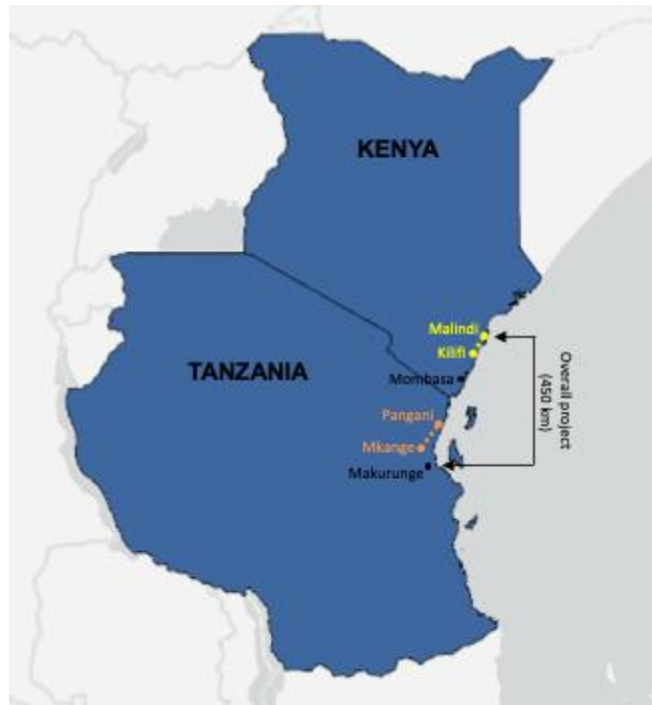 KENYA
Malindi
Kilifi
Mombasa
TANZANIA
Pangani
Mkange
Makurunge
Overall project
(450 km)